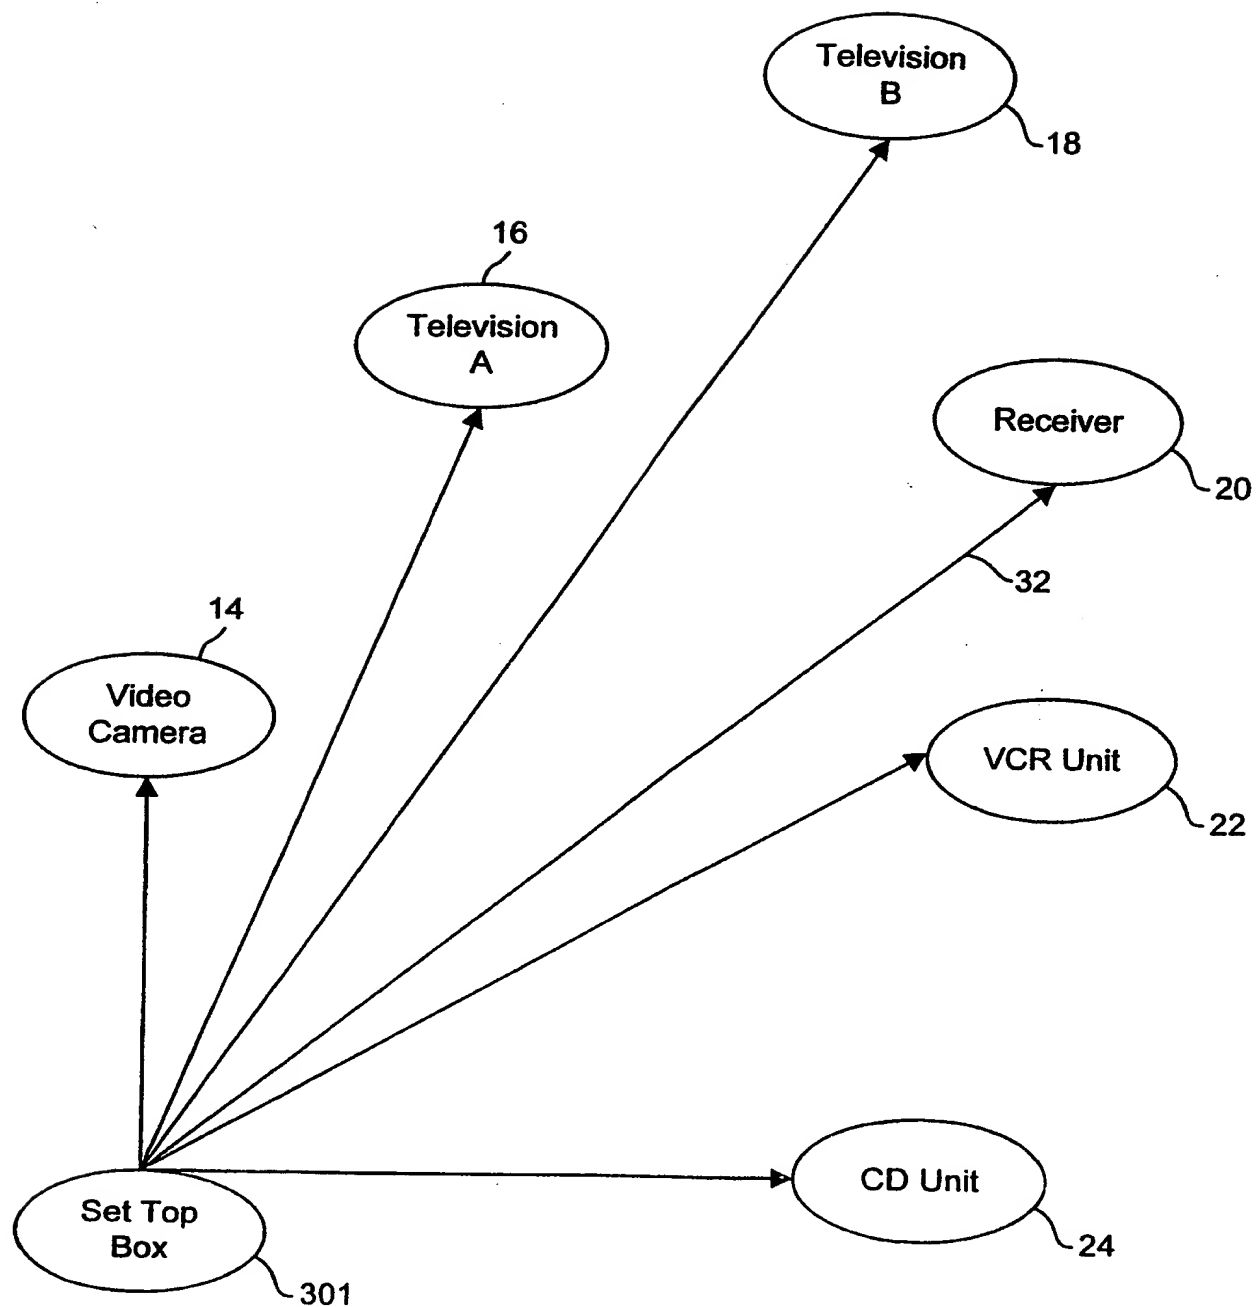 Television
B
18
16
Television
A
Receiver
20
32
14
Video
Camera
VCR Unit
22
CD Unit
24
Set Top
Box
301